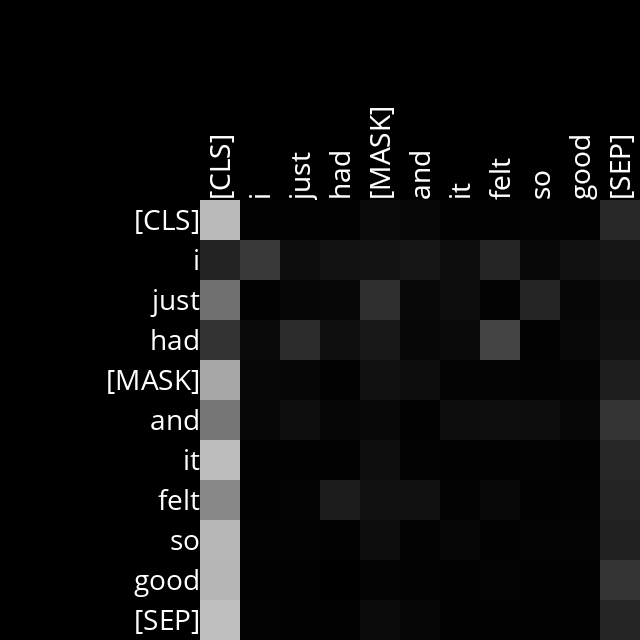 [CLS] i just had [MASK] and it felt so good [SEP]
[CLS]
i
just
had
[MASK]
and
it
felt
so
good
[SEP]